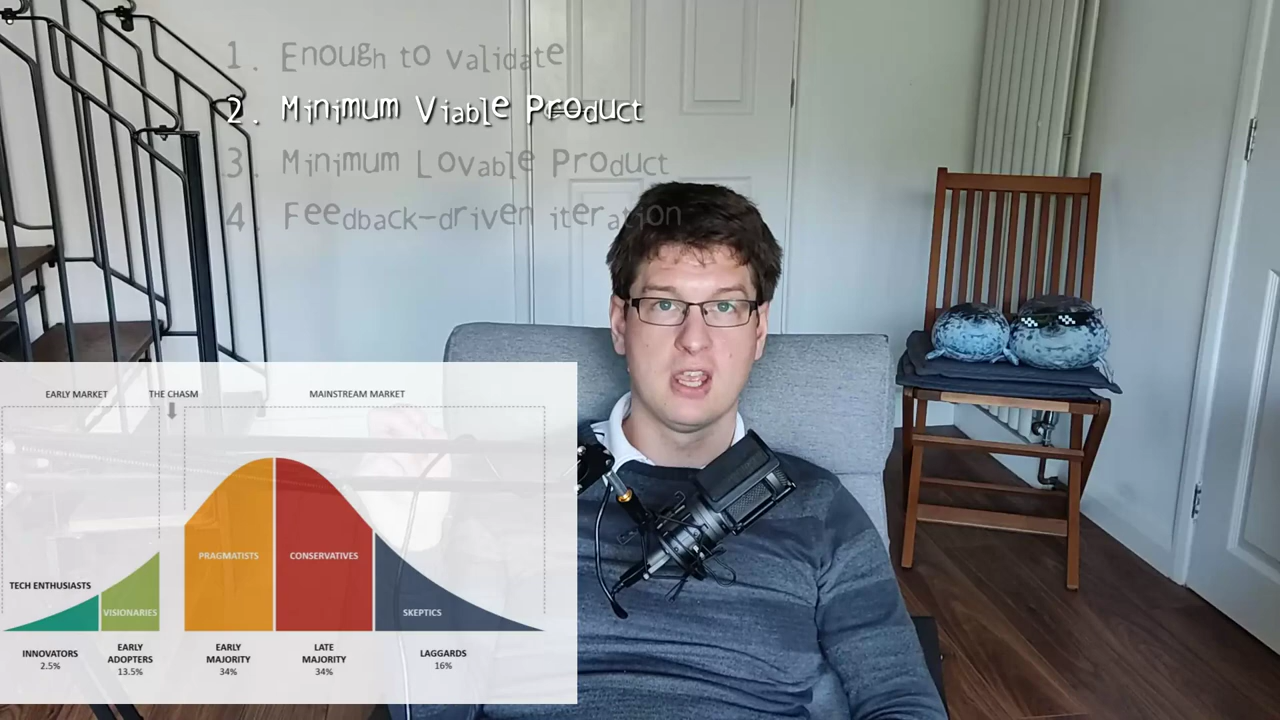 1. Enough to validate
2. Minimum Viable Product
3. Minimum Lovable Product
4. Feedback-driven iteration
EARLY MARKET THE CHASM MAINSTREAM MARKET
PRAGMATISTS CONSERVATIVES
TECH ENTHUSIASTS
VISIONARIES SKEPTICS
INNOVATORS
2.5%
EARLY
ADOPTERS
13.5%
EARLY
MAJORITY
34%
LATE
MAJORITY
34%
LAGGARDS
16%